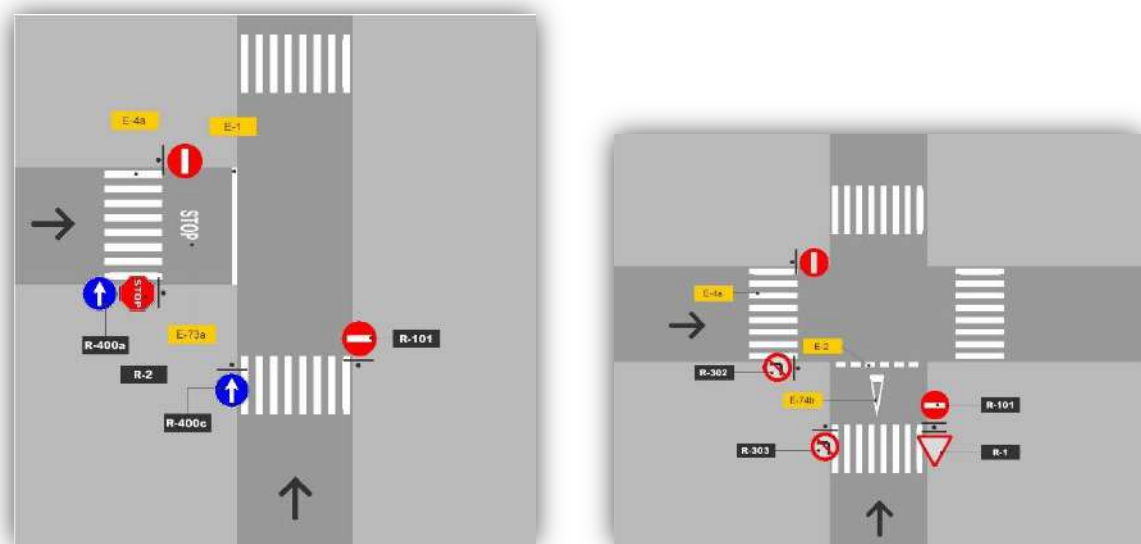 E-4a
E-1
STOP
STOP
R-400a
E-73a
R-101
R-2
R-400c
E-4a
E-2
R-302
E-74b
R-101
R-303
R-1